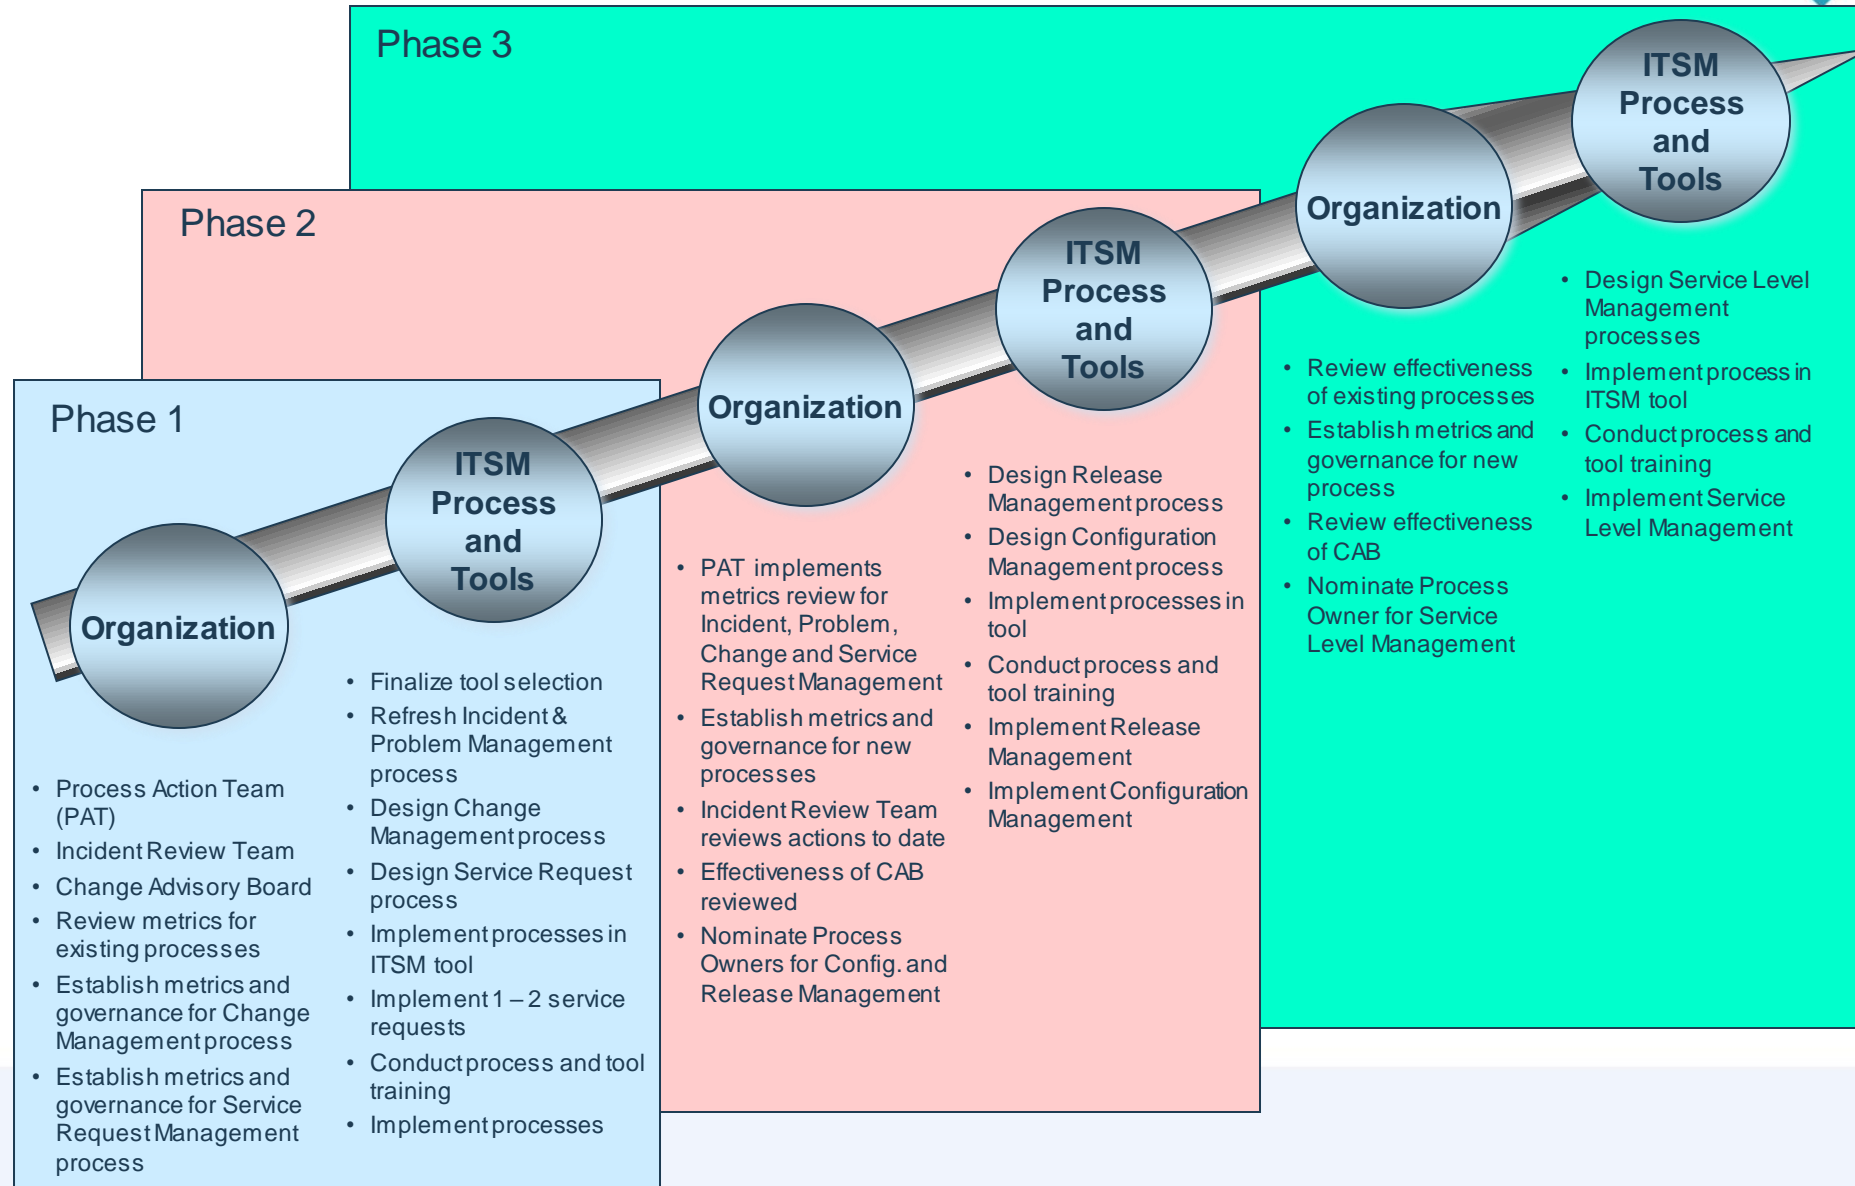 Phase 1
Organization
• Process Action Team
(PAT)
• Incident Review Team
• Change Advisory Board
• Review metrics for
existing processes
• Establish metrics and
governance for Change
Management process
• Establish metrics and
governance for Service
Request Management
process
ITSM
Process
and
Tools
• Finalize tool selection
• Refresh Incident &
Problem Management
process
• Design Change
Management process
• Design Service Request
process
• Implement processes in
ITSM tool
• Implement 1 – 2 service
requests
• Conduct process and tool
training
• Implement processes
Phase 2
Organization
• PAT implements
metrics review for
Incident, Problem,
Change and Service
Request Management
• Establish metrics and
governance for new
processes
• Incident Review Team
reviews actions to date
• Effectiveness of CAB
reviewed
• Nominate Process
Owners for Config. and
Release Management
ITSM
Process
and
Tools
• Design Release
Management process
• Design Configuration
Management process
• Implement processes in
tool
• Conduct process and
tool training
• Implement Release
Management
• Implement Configuration
Management
Phase 3
Organization
• Review effectiveness
of existing processes
• Establish metrics and
governance for new
process
• Review effectiveness
of CAB
• Nominate Process
Owner for Service
Level Management
ITSM
Process
and
Tools
• Design Service Level
Management
processes
• Implement process in
ITSM tool
• Conduct process and
tool training
• Implement Service
Level Management